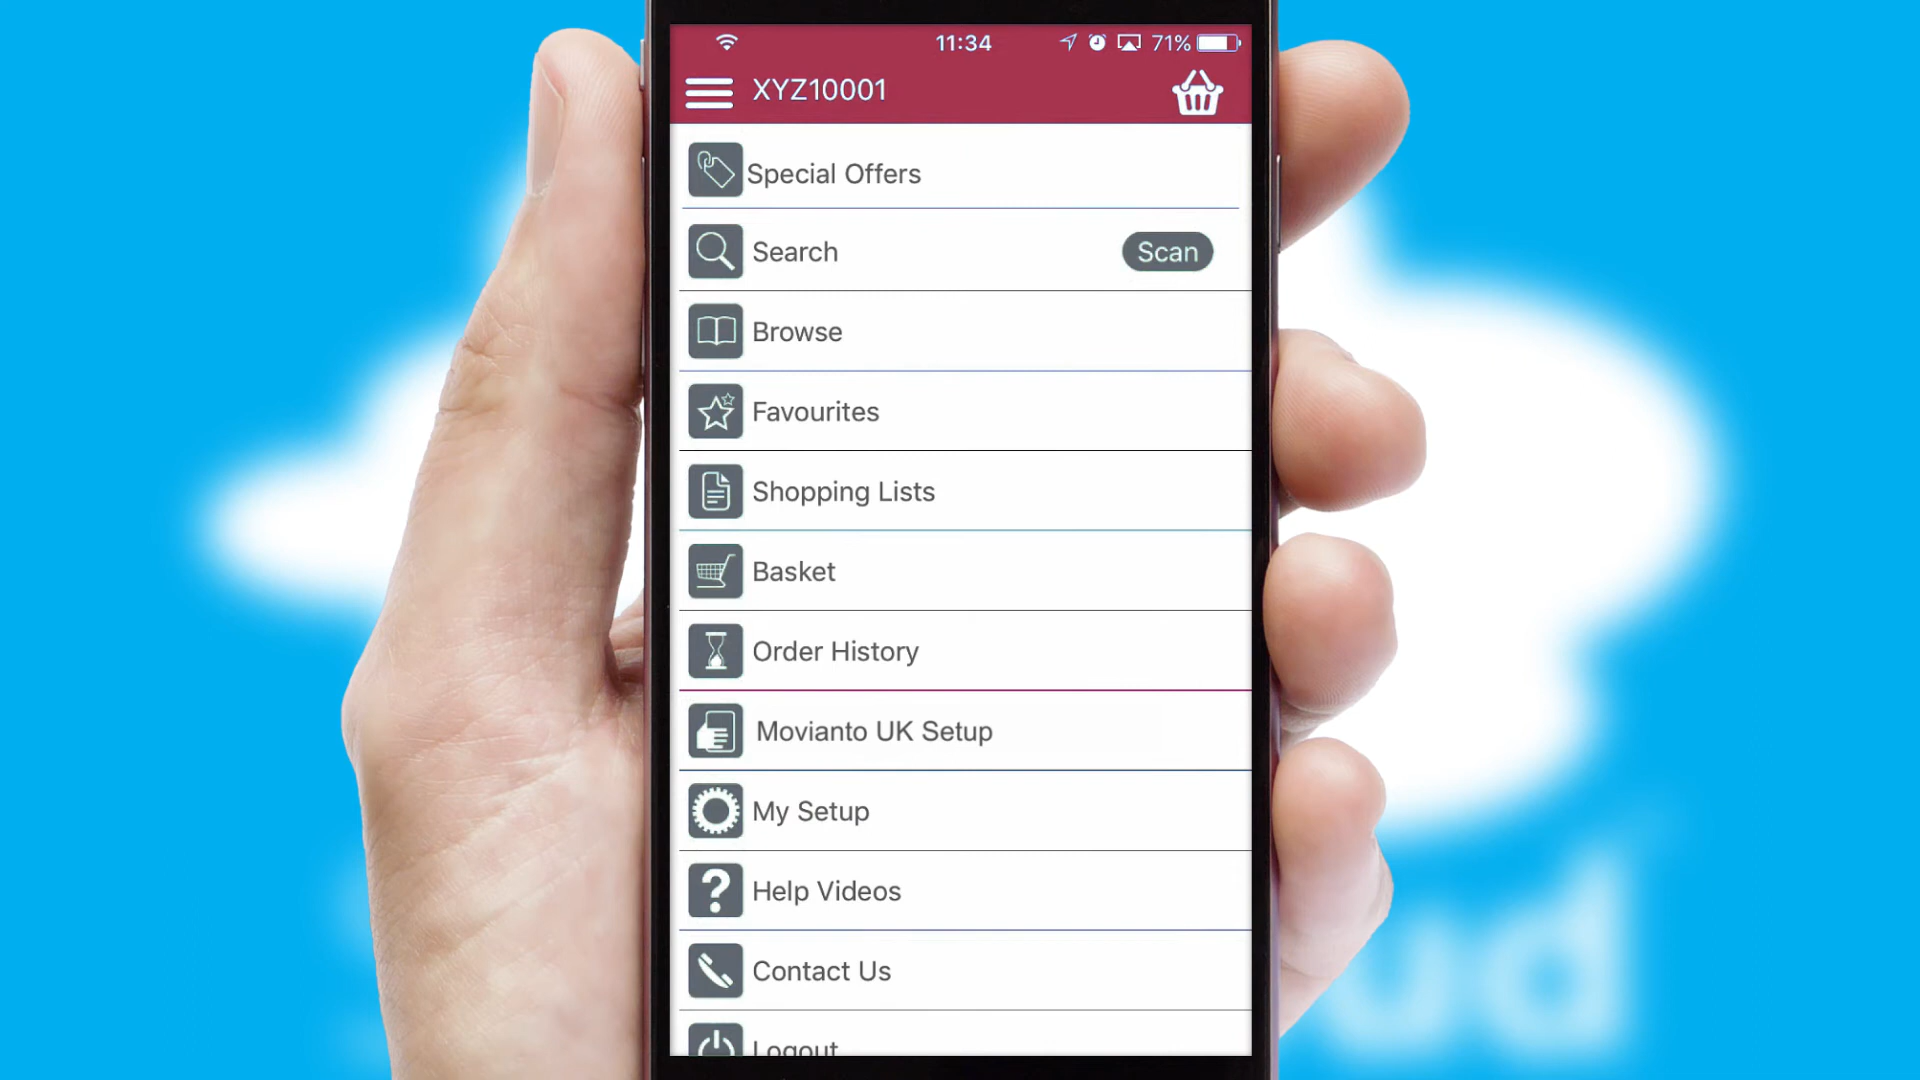 11:34
71%
XYZ10001
Special Offers
Search
Scan
Browse
Favourites
Shopping Lists
Basket
Order History
Movianto UK Setup
My Setup
Help Videos
Contact Us
Logout